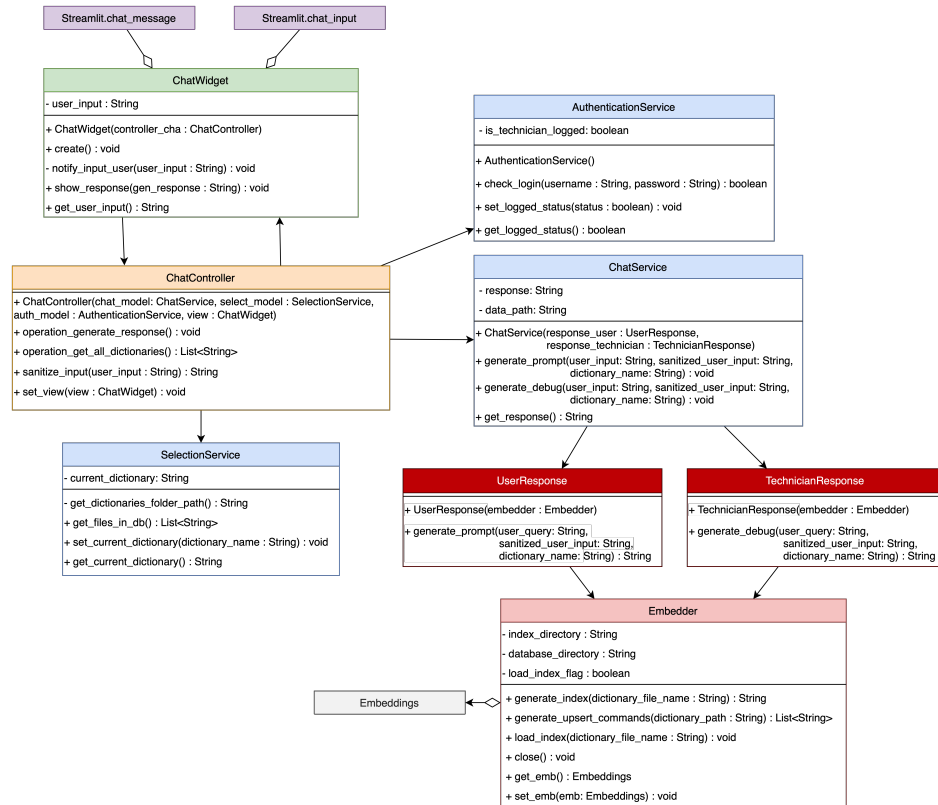 Streamlit.chat_message
Streamlit.chat_input
ChatWidget
- user_input : String
+ ChatWidget(controller_cha : ChatController)
+ create() : void
- notify_input_user(user_input : String) : void
+ show_response(gen_response : String) : void
+ get_user_input() : String
AuthenticationService
- is_technician_logged: boolean
+ AuthenticationService()
+ check_login(username : String, password : String) : boolean
+ set_logged_status(status : boolean) : void
+ get_logged_status() : boolean
ChatController
+ ChatController(chat_model: ChatService, select_model : SelectionService,
auth_model : AuthenticationService, view : ChatWidget)
+ operation_generate_response() : void
+ operation_get_all_dictionaries() : List<String>
+ sanitize_input(user_input : String) : String
+ set_view(view : ChatWidget) : void
ChatService
- response: String
- data_path: String
+ ChatService(response_user : UserResponse,
response_technician : TechnicianResponse)
+ generate_prompt(user_input: String, sanitized_user_input: String,
dictionary_name: String) : void
+ generate_debug(user_input: String, sanitized_user_input: String,
dictionary_name: String) : void
+ get_response() : String
SelectionService
- current_dictionary: String
- get_dictionaries_folder_path() : String
+ get_files_in_db() : List<String>
+ set_current_dictionary(dictionary_name : String) : void
+ get_current_dictionary() : String
UserResponse
+ UserResponse(embedder : Embedder)
+ generate_prompt(user_query: String,
sanitized_user_input: String,
dictionary_name: String) : String
TechnicianResponse
+ TechnicianResponse(embedder : Embedder)
+ generate_debug(user_query: String,
sanitized_user_input: String,
dictionary_name: String) : String
Embedder
- index_directory : String
- database_directory : String
- load_index_flag : boolean
+ generate_index(dictionary_file_name : String) : String
+ generate_upsert_commands(dictionary_path : String) : List<String>
+ load_index(dictionary_file_name : String) : void
+ close() : void
+ get_emb() : Embeddings
+ set_emb(emb: Embeddings) : void
Embeddings